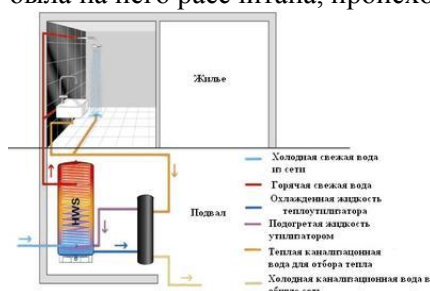 была на него рассчитана, происхо
Жилье
Холодная свежая вода
из сети
Горячая свежая вода
Охлажденная жидкость
теплоутилизатора
Подогретая жидкость
утилизатором
Теплая канализационная
вода для отбора тепла
Холодная канализационная вода в
общую сеть
Подвал
HWS